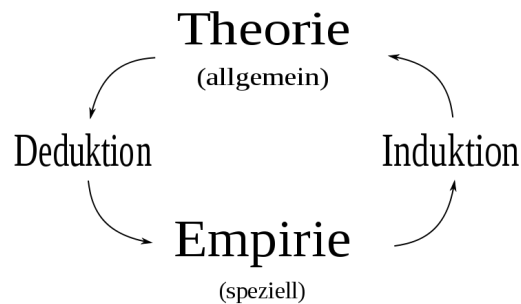 Theorie
(allgemein)
Deduktion
Induktion
Empirie
(speziell)